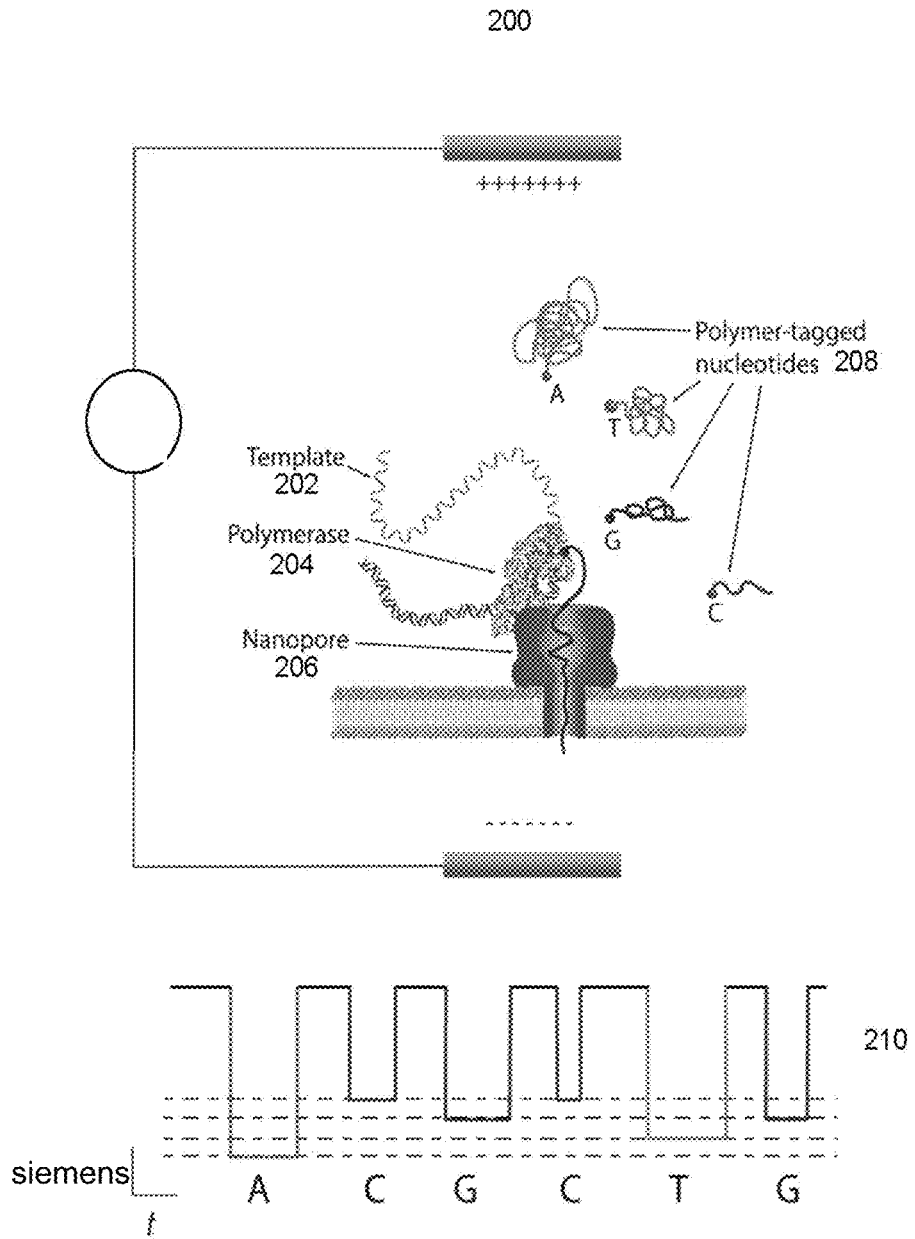 200
+++++++
Polymer-tagged
nucleotides 208
A
T
G
C
Template
202
Polymerase
204
Nanopore
206
-------
210
siemens
t
A C G C T G